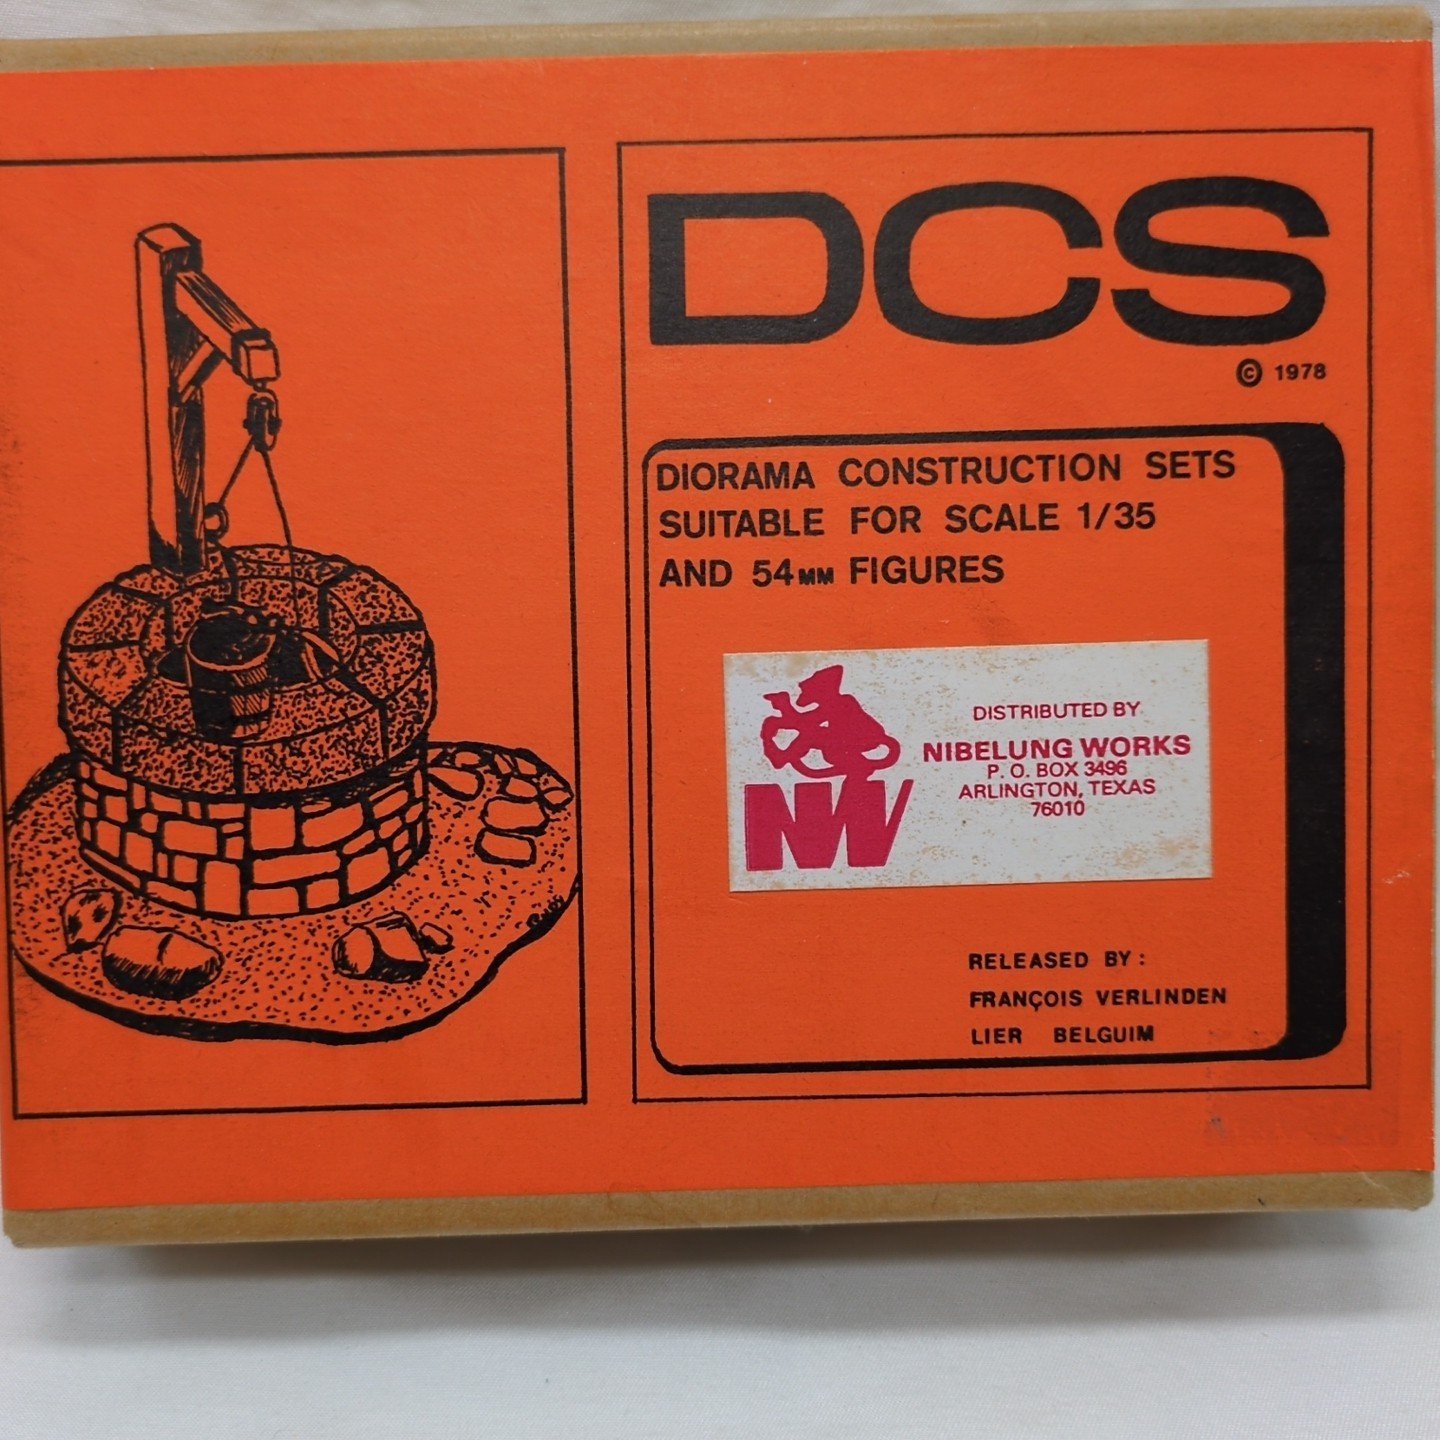 DCS
© 1978
DIORAMA CONSTRUCTION SETS
SUITABLE FOR SCALE 1/35
AND 54MM FIGURES
NW
DISTRIBUTED BY
NIBELUNG WORKS
P. O. BOX 3496
ARLINGTON, TEXAS
76010
RELEASED BY :
FRANÇOIS VERLINDEN
LIER BELGUIM